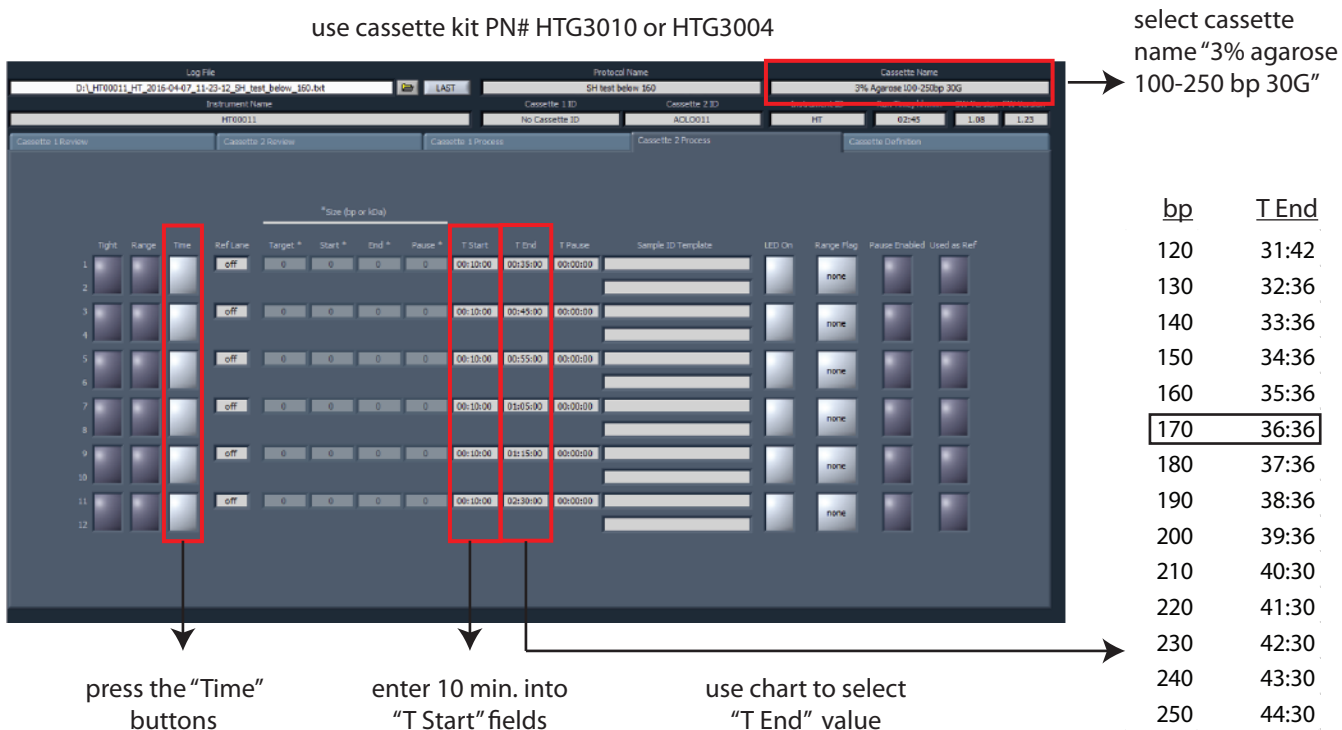 use cassette kit PN# HTG3010 or HTG3004
select cassette
name “3% agarose
100-250 bp 30G”
Log File
Protocol Name
Cassette Name
D:\_HT00011_HT_2016-04-07_11-23-12_SH_test_below_160.txt
LAST
SH test below 160
3% Agarose 100-250bp 30G
Instrument Name
Cassette 1 ID
Cassette 2 ID
HT00011
No Cassette ID
AOLO011
HT
02:45
1.08
1.23
Cassette 1 Review
Cassette 2 Review
Cassette 1 Process
Cassette 2 Process
Cassette Definition
*Size (bp or kDa)
Tight Range Time Ref Lane Target * Start * End * Pause * T Start T End T Pause Sample ID Template LED On Range Flag Pause Enabled Used as Ref
1 off 0 0 0 0 00:10:00 00:35:00 00:00:00 none
2
3 off 0 0 0 0 00:10:00 00:45:00 00:00:00 none
4
5 off 0 0 0 0 00:10:00 00:55:00 00:00:00 none
6
7 off 0 0 0 0 00:10:00 01:05:00 00:00:00 none
8
9 off 0 0 0 0 00:10:00 01:15:00 00:00:00 none
10
11 off 0 0 0 0 00:10:00 02:30:00 00:00:00 none
12
bp T End
120 31:42
130 32:36
140 33:36
150 34:36
160 35:36
170 36:36
180 37:36
190 38:36
200 39:36
210 40:30
220 41:30
230 42:30
240 43:30
250 44:30
press the “Time”
buttons
enter 10 min. into
“T Start” fields
use chart to select
“T End” value